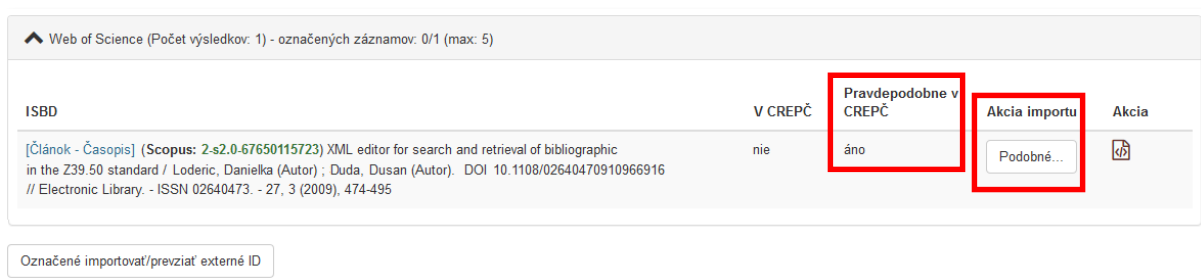 Web of Science (Počet výsledkov: 1) - označených záznamov: 0/1 (max: 5)
ISBD V CREPČ Pravdepodobne v CREPČ Akcia importu Akcia
[Článok - Časopis] (Scopus: 2-s2.0-67650115723) XML editor for search and retrieval of bibliographic nie áno Podobné...
in the Z39.50 standard / Loderic, Danielka (Autor) ; Duda, Dusan (Autor). DOI 10.1108/02640470910966916
// Electronic Library. - ISSN 02640473. - 27, 3 (2009), 474-495
Označené importovať/prevziať externé ID